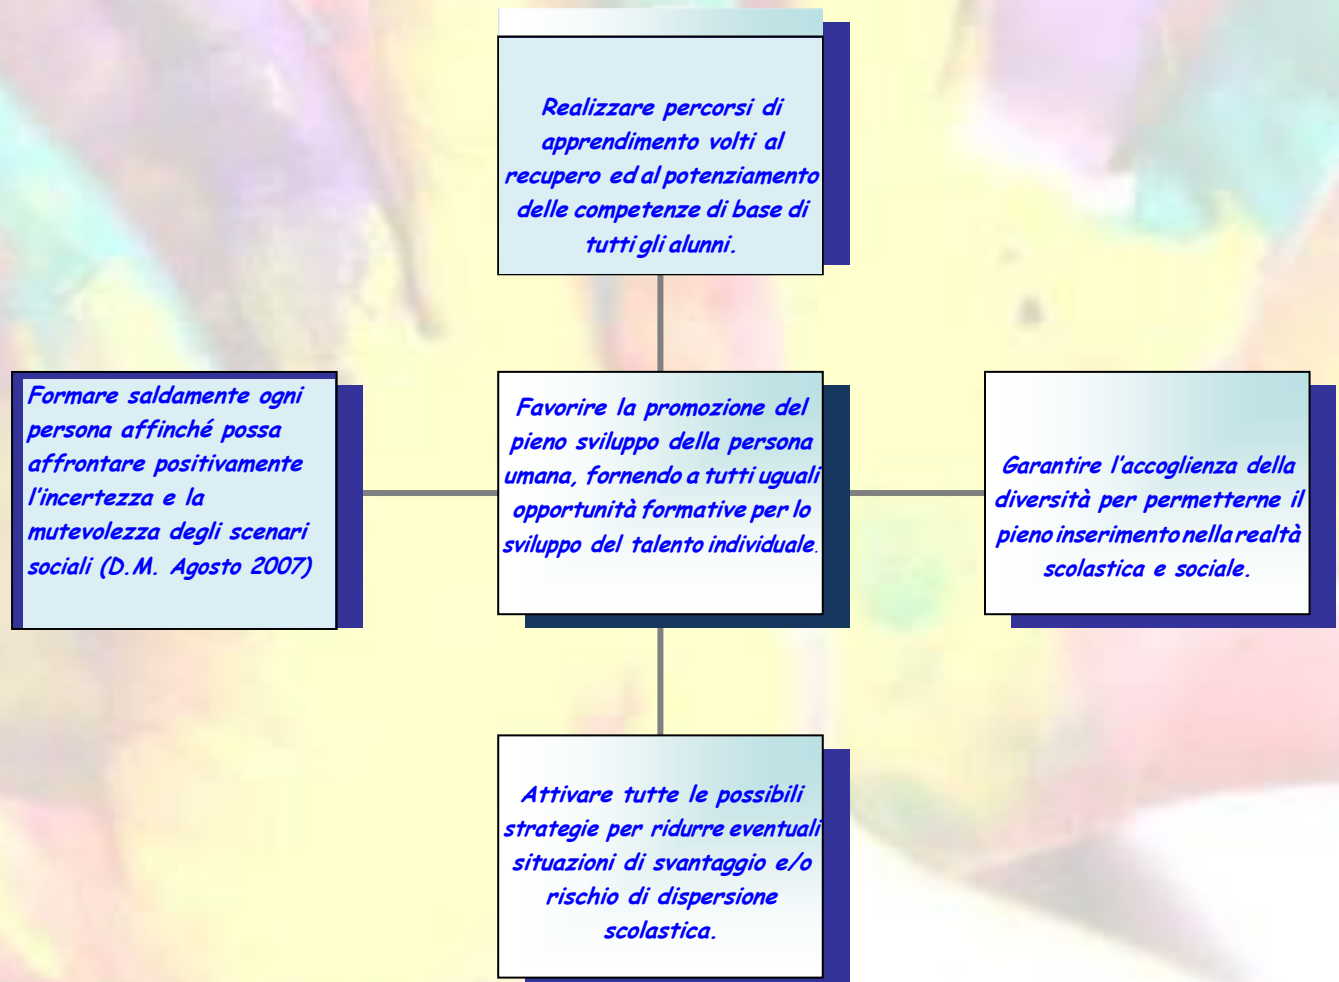 Realizzare percorsi di
apprendimento volti al
recupero ed al potenziamento
delle competenze di base di
tutti gli alunni.
Formare saldamente ogni
persona affinché possa
affrontare positivamente
l'incertezza e la
mutevolezza degli scenari
sociali (D.M. Agosto 2007)
Favorire la promozione del
pieno sviluppo della persona
umana, fornendo a tutti uguali
opportunità formative per lo
sviluppo del talento individuale.
Garantire l'accoglienza della
diversità per permetterne il
pieno inserimento nella realtà
scolastica e sociale.
Attivare tutte le possibili
strategie per ridurre eventuali
situazioni di svantaggio e/o
rischio di dispersione
scolastica.